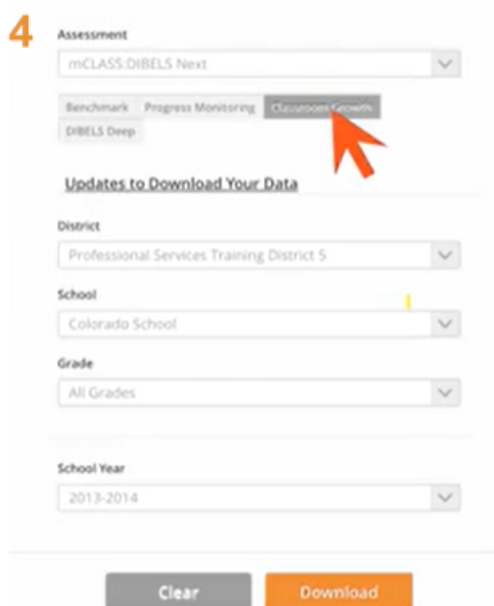 4
Assessment
mCLASS:DIBELS Next
Benchmark Progress Monitoring Classroom Growth
DIBELS Deep
Updates to Download Your Data
District
Professional Services Training District 5
School
Colorado School
Grade
All Grades
School Year
2013-2014
Clear Download